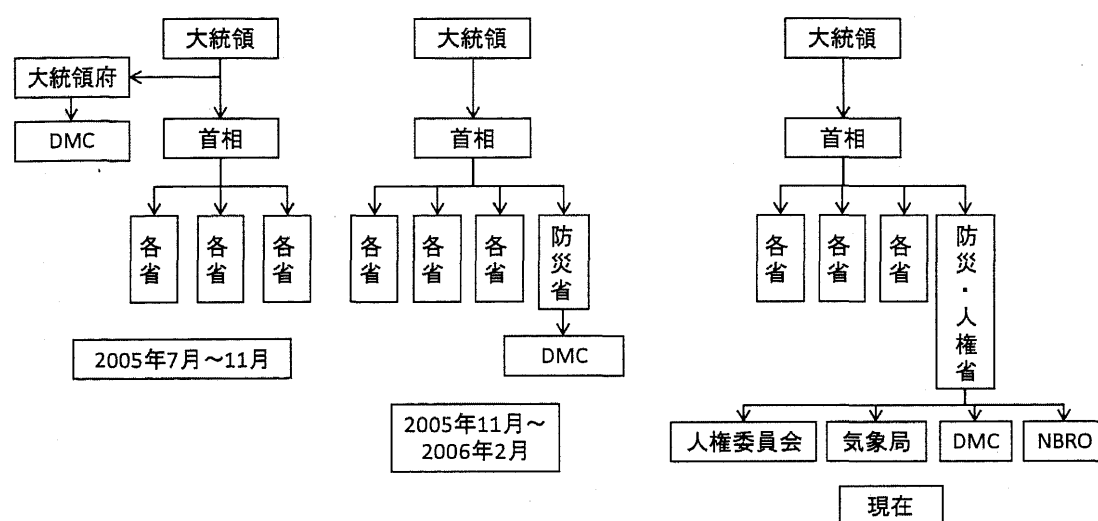 大統領
大統領府
DMC
首相
各省
各省
各省
2005年7月～11月
大統領
首相
各省
各省
各省
防災省
DMC
2005年11月～
2006年2月
大統領
首相
各省
各省
各省
防災・人権省
人権委員会
気象局
DMC
NBRO
現在